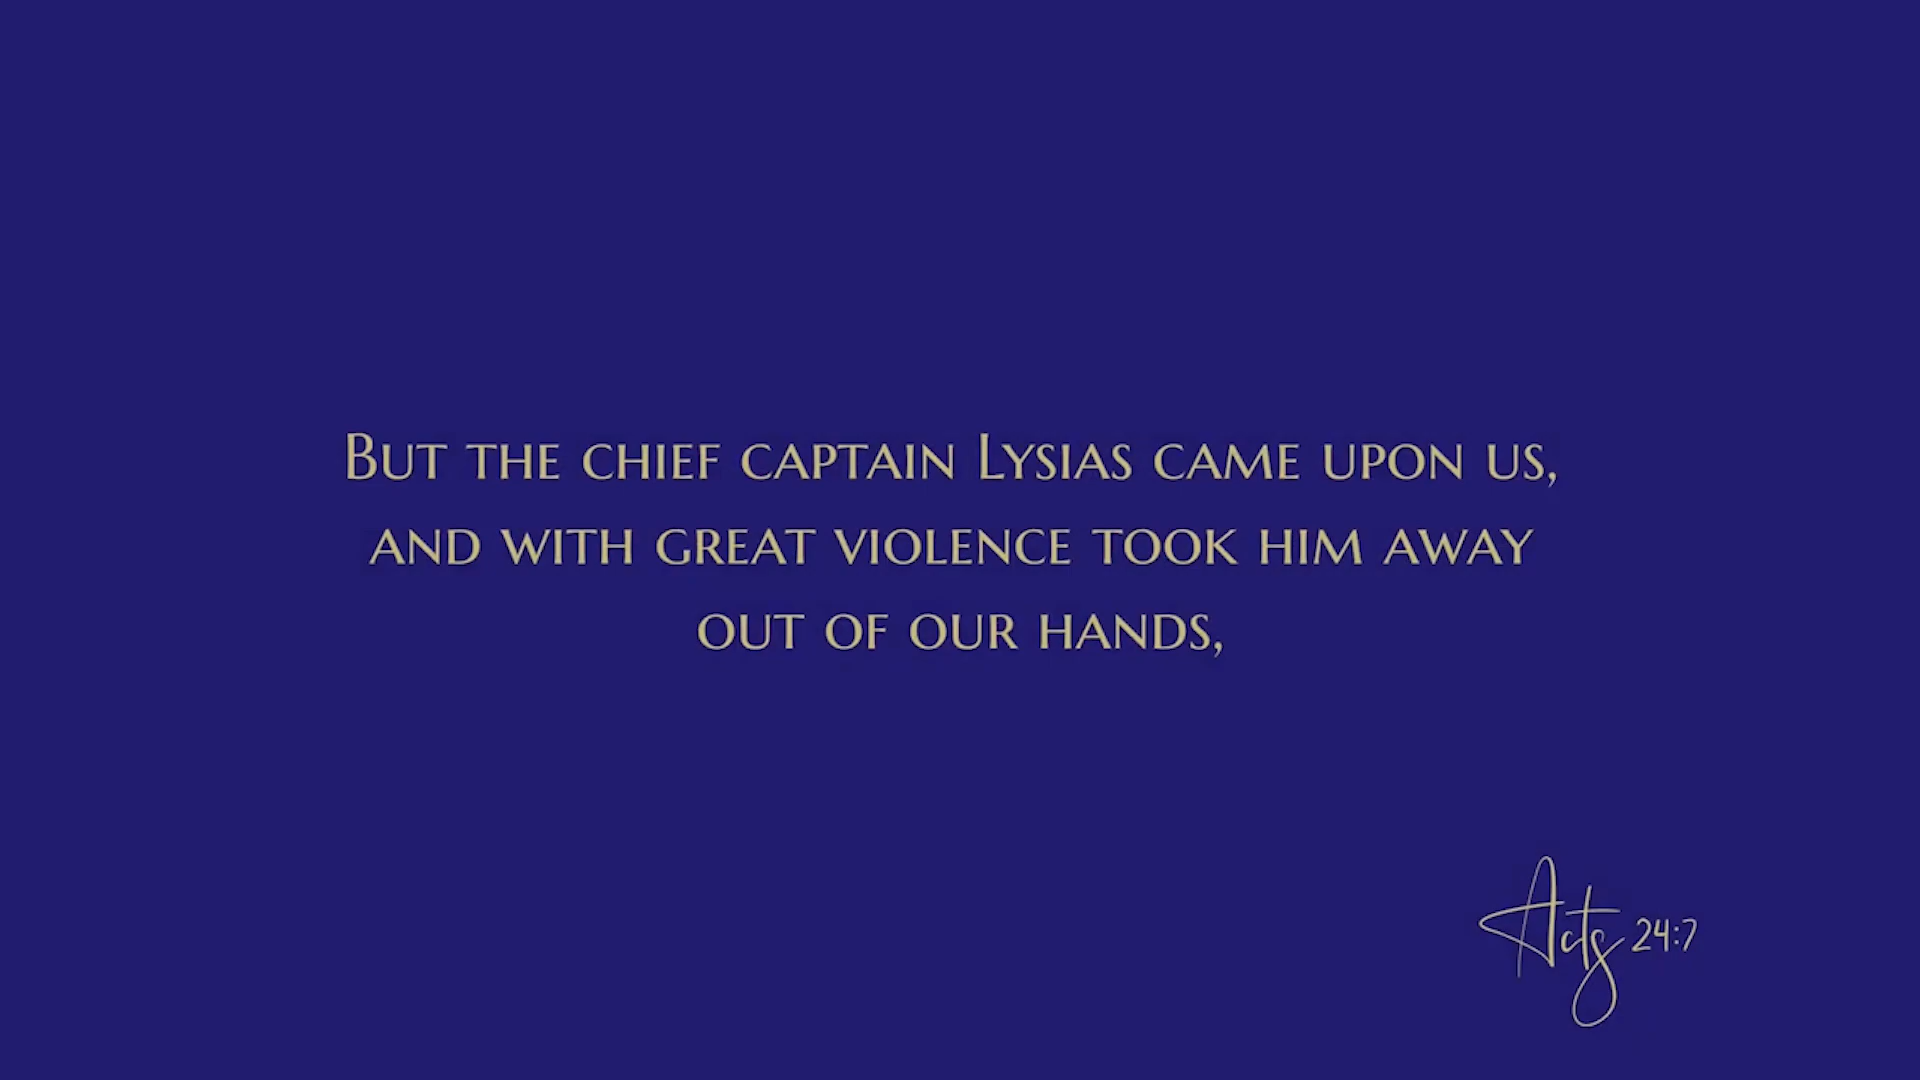 But the chief captain Lysias came upon us,
and with great violence took him away
out of our hands,
Acts 24:7